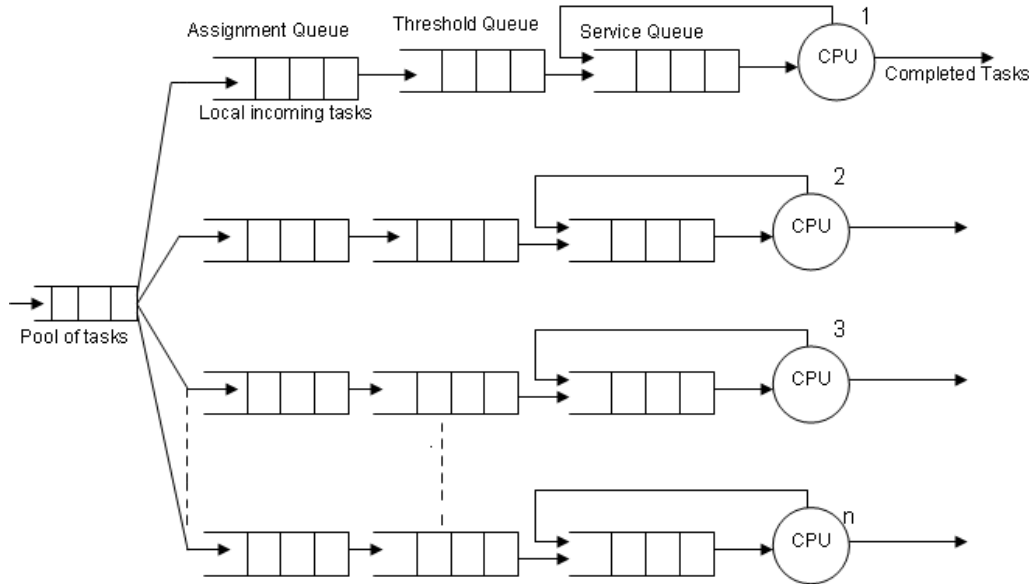 Assignment Queue
Threshold Queue
Service Queue
1
CPU
Completed Tasks
Local incoming tasks
2
CPU
Pool of tasks
3
CPU
n
CPU